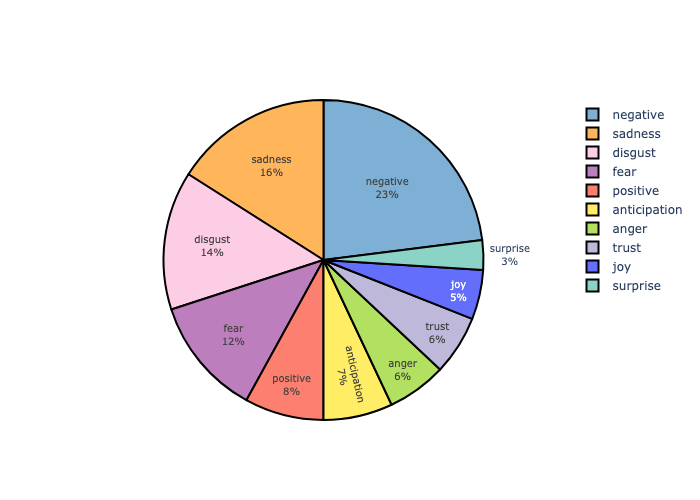 negative
23%
sadness
16%
disgust
14%
fear
12%
positive
8%
anticipation
7%
anger
6%
trust
6%
joy
5%
surprise
3%
negative
sadness
disgust
fear
positive
anticipation
anger
trust
joy
surprise